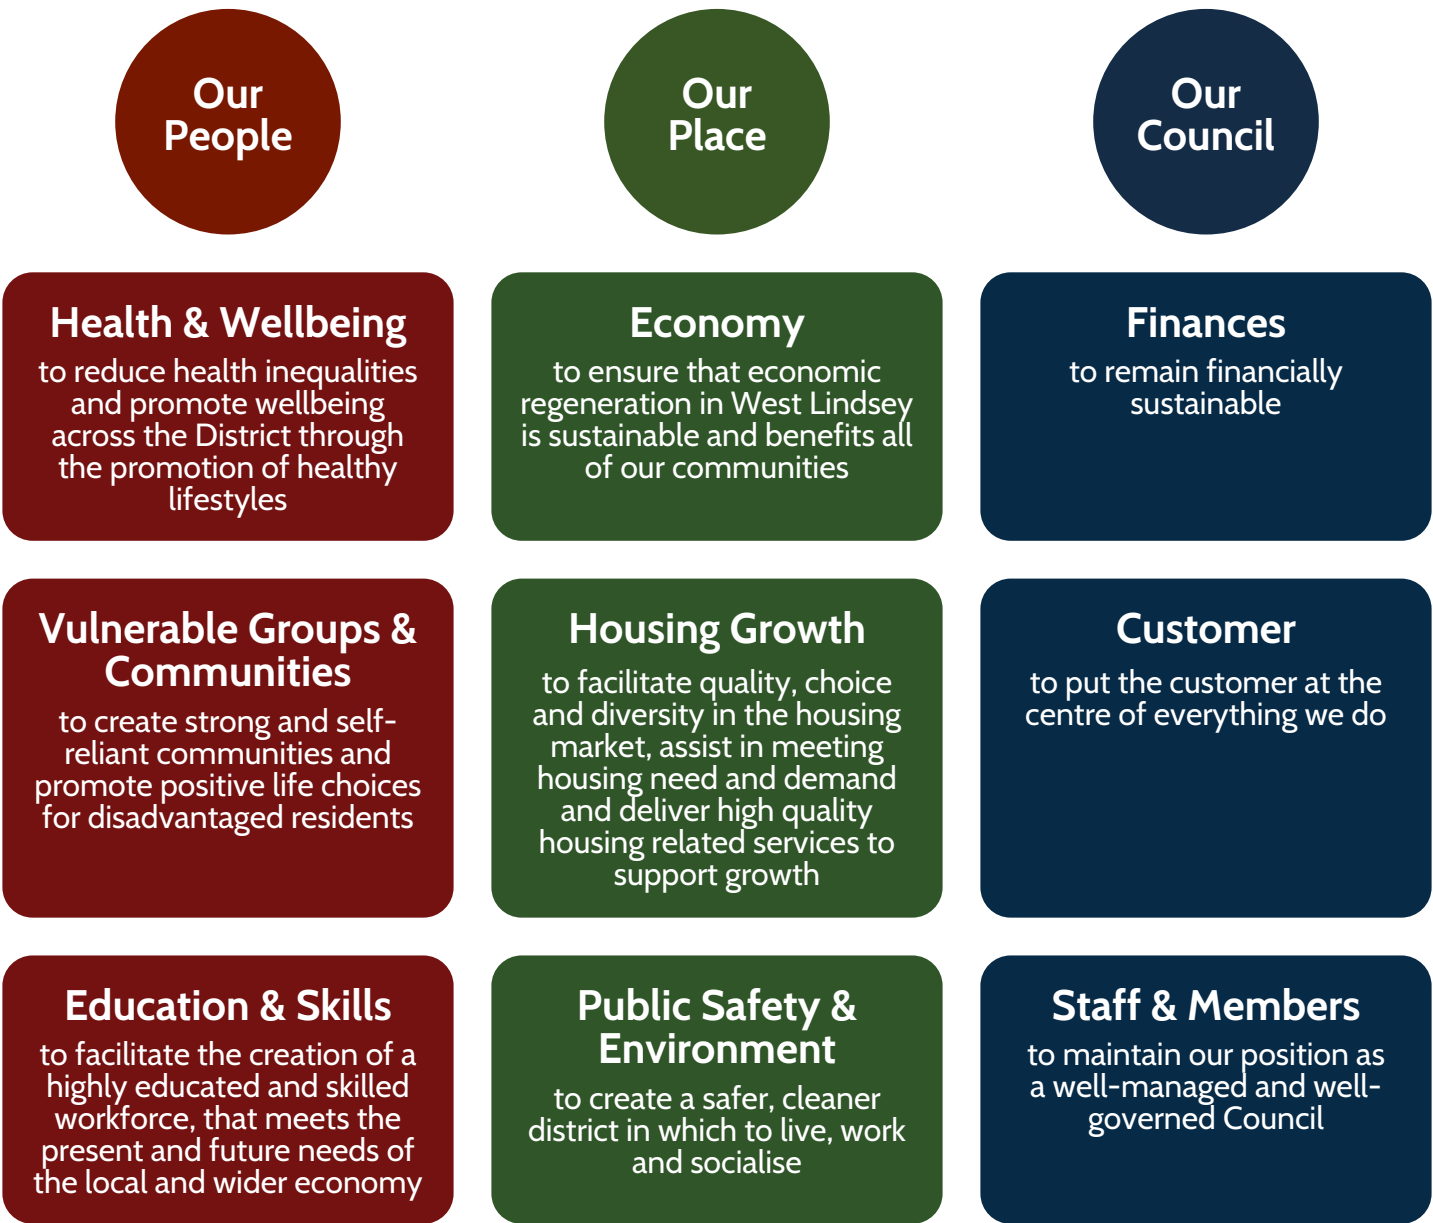 Our
People
Our
Place
Our
Council
Health & Wellbeing
to reduce health inequalities
and promote wellbeing
across the District through
the promotion of healthy
lifestyles
Economy
to ensure that economic
regeneration in West Lindsey
is sustainable and benefits all
of our communities
Finances
to remain financially
sustainable
Vulnerable Groups &
Communities
to create strong and self-
reliant communities and
promote positive life choices
for disadvantaged residents
Housing Growth
to facilitate quality, choice
and diversity in the housing
market, assist in meeting
housing need and demand
and deliver high quality
housing related services to
support growth
Customer
to put the customer at the
centre of everything we do
Education & Skills
to facilitate the creation of a
highly educated and skilled
workforce, that meets the
present and future needs of
the local and wider economy
Public Safety &
Environment
to create a safer, cleaner
district in which to live, work
and socialise
Staff & Members
to maintain our position as
a well-managed and well-
governed Council